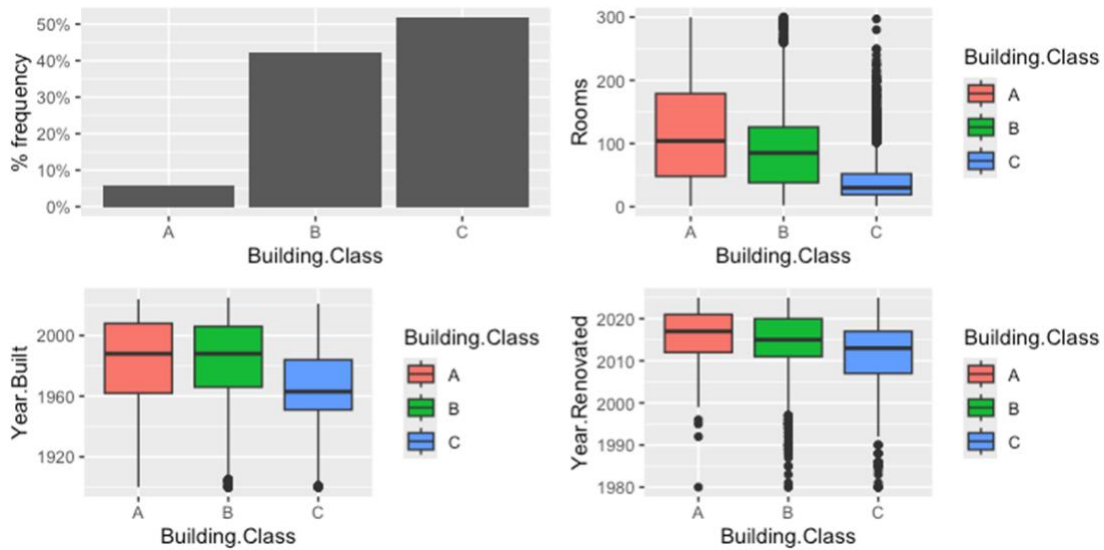 50%
40%
30%
20%
10%
0%
% frequency
A B C
Building.Class
300
200
100
0
Rooms
A B C
Building.Class
Building.Class
A
B
C
2000
1960
1920
Year.Built
A B C
Building.Class
Building.Class
A
B
C
2020
2010
2000
1990
1980
Year.Renovated
A B C
Building.Class
Building.Class
A
B
C